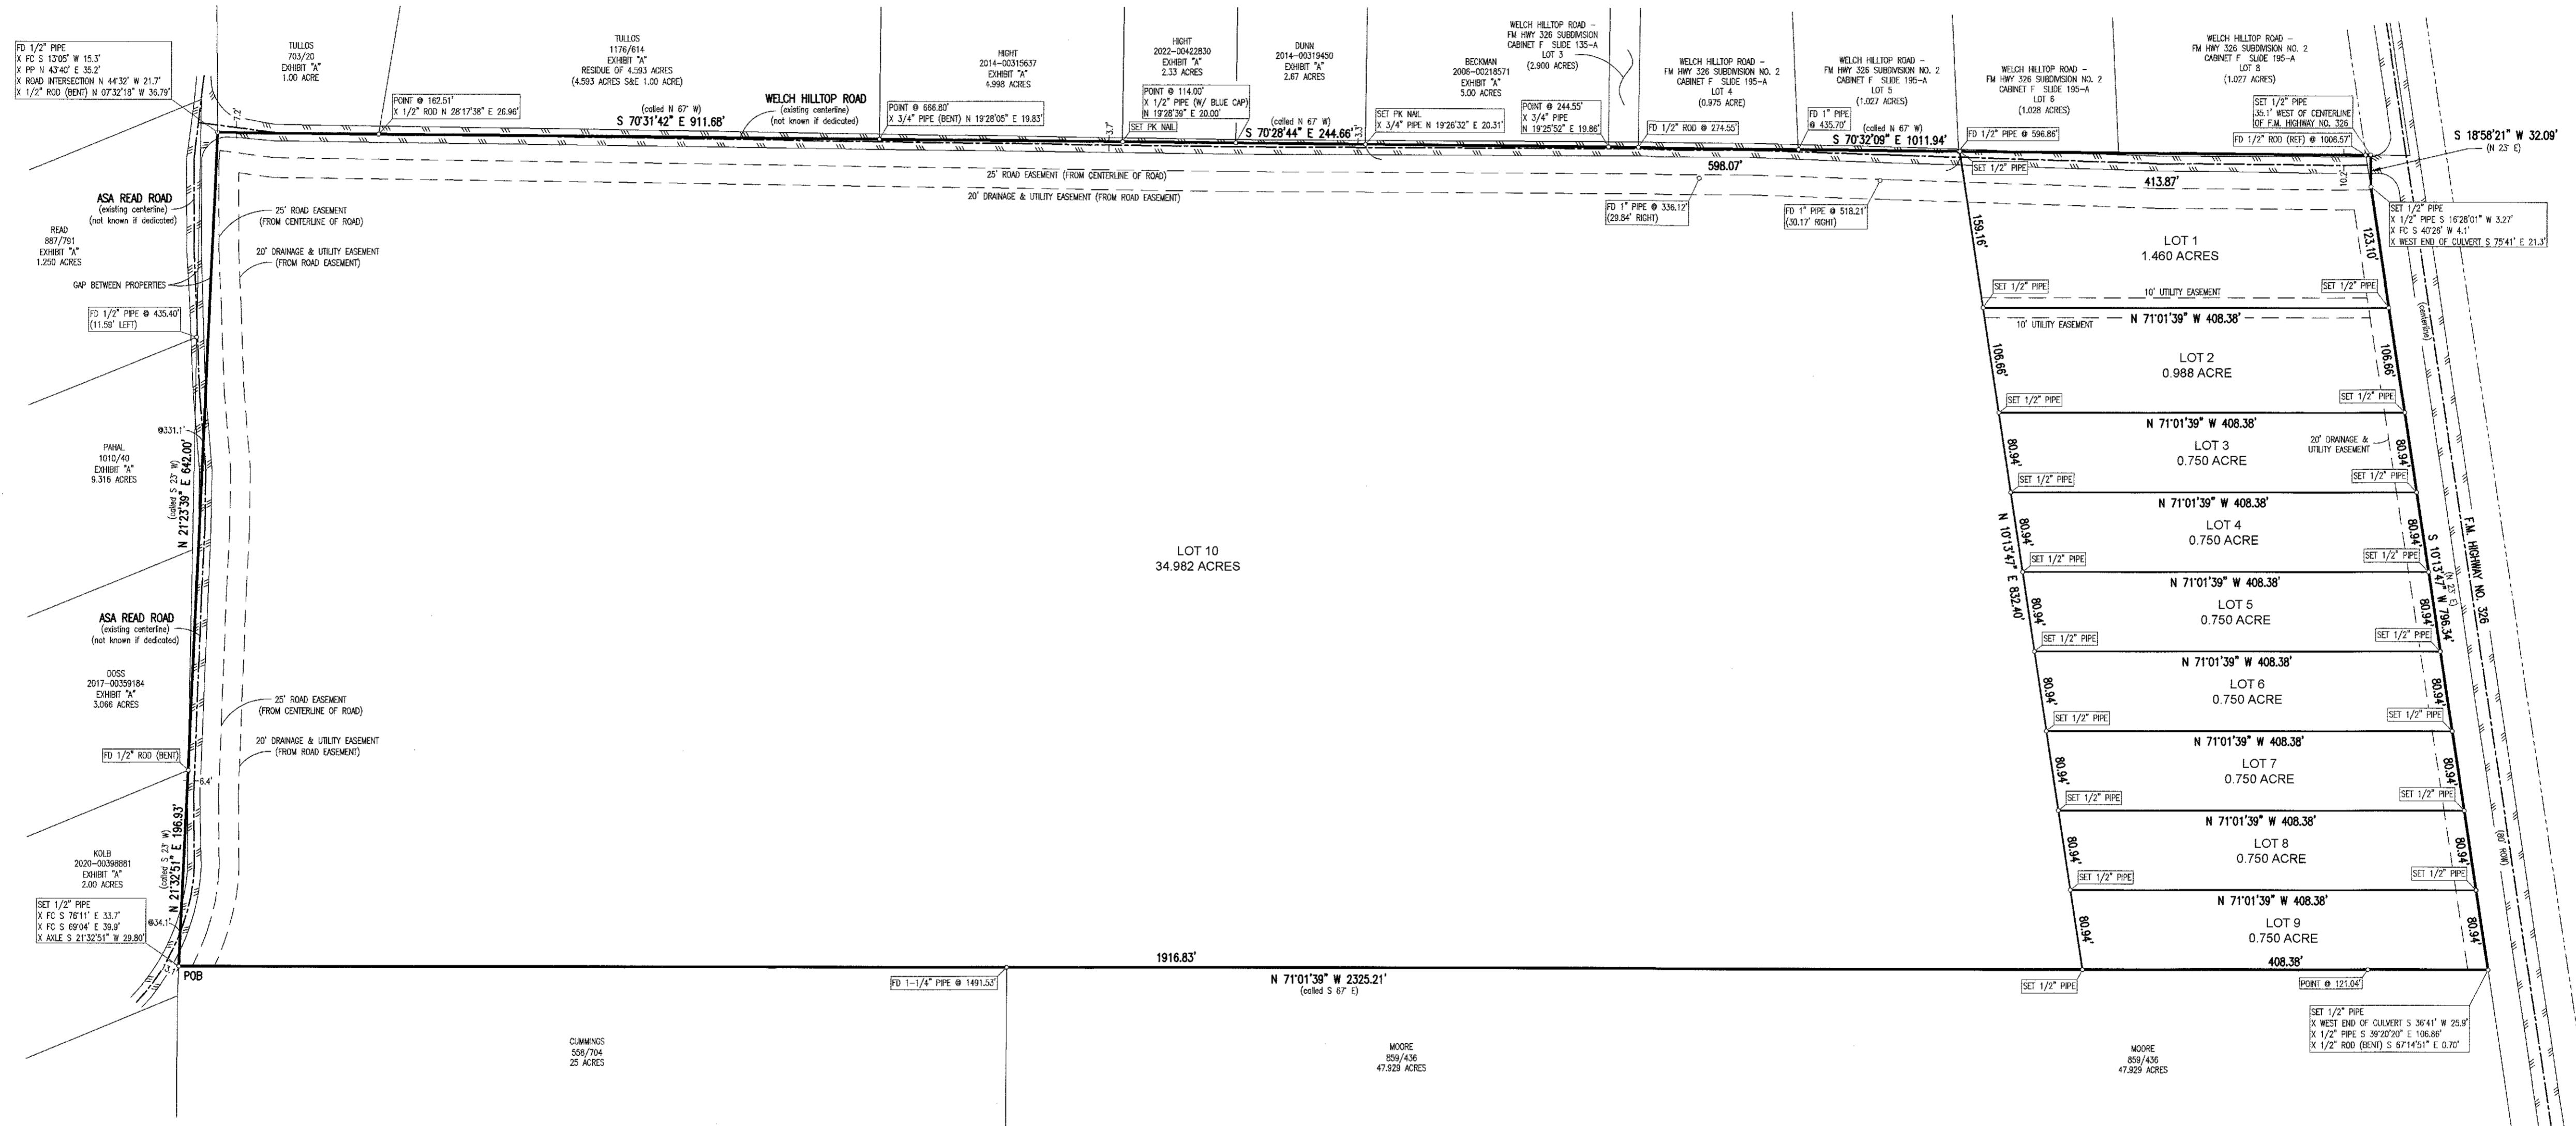 FD 1/2" PIPE
X FC S 13°05' W 15.3'
X PP N 43°40' E 35.2'
X ROAD INTERSECTION N 44°32' W 21.7'
X 1/2" ROD (BENT) N 07°32'18" W 36.79'
TULLOS
703/20
EXHIBIT "A"
1.00 ACRE
TULLOS
1176/614
EXHIBIT "A"
RESIDUE OF 4.593 ACRES
(4.593 ACRES S&E 1.00 ACRE)
HIGHT
2014-00315637
EXHIBIT "A"
4.998 ACRES
HIGHT
2022-00422830
EXHIBIT "A"
2.33 ACRES
DUNN
2014-00319450
EXHIBIT "A"
2.67 ACRES
BECKMAN
2006-00218571
EXHIBIT "A"
5.00 ACRES
WELCH HILLTOP ROAD -
FM HWY 326 SUBDIVISION
CABINET F SLIDE 135-A
LOT 3
(2.900 ACRES)
WELCH HILLTOP ROAD -
FM HWY 326 SUBDIVISION NO. 2
CABINET F SLIDE 195-A
LOT 4
(0.975 ACRE)
WELCH HILLTOP ROAD -
FM HWY 326 SUBDIVISION NO. 2
CABINET F SLIDE 195-A
LOT 5
(1.027 ACRES)
WELCH HILLTOP ROAD -
FM HWY 326 SUBDIVISION NO. 2
CABINET F SLIDE 195-A
LOT 6
(1.028 ACRES)
WELCH HILLTOP ROAD -
FM HWY 326 SUBDIVISION NO. 2
CABINET F SLIDE 195-A
LOT 8
(1.027 ACRES)
7.2'
POINT @ 162.51'
X 1/2" ROD N 28°17'38" E 26.96'
(called N 67° W)
S 70°31'42" E 911.68'
WELCH HILLTOP ROAD
(existing centerline)
(not known if dedicated)
POINT @ 666.80'
X 3/4" PIPE (BENT) N 19°28'05" E 19.83'
3.7'
POINT @ 114.00'
X 1/2" PIPE (W/ BLUE CAP)
N 19°28'39" E 20.00'
SET PK NAIL
(called N 67° W)
S 70°28'44" E 244.66'
3.3'
SET PK NAIL
X 3/4" PIPE N 19°26'32" E 20.31'
POINT @ 244.55'
X 3/4" PIPE
N 19°25'52" E 19.86'
FD 1/2" ROD @ 274.55'
FD 1" PIPE
@ 435.70'
(called N 67° W)
S 70°32'09" E 1011.94'
FD 1/2" PIPE @ 596.86'
SET 1/2" PIPE
35.1' WEST OF CENTERLINE
OF F.M. HIGHWAY NO. 326
FD 1/2" ROD (REF) @ 1006.57'
S 18°58'21" W 32.09'
(N 23° E)
25' ROAD EASEMENT (FROM CENTERLINE OF ROAD)
20' DRAINAGE & UTILITY EASEMENT (FROM ROAD EASEMENT)
598.07'
SET 1/2" PIPE
413.87'
10.2'
FD 1" PIPE @ 336.12'
(29.84' RIGHT)
FD 1" PIPE @ 518.21'
(30.17' RIGHT)
SET 1/2" PIPE
X 1/2" PIPE S 16°28'01" W 3.27'
X FC S 40°26' W 4.1'
X WEST END OF CULVERT S 75°41' E 21.3'
ASA READ ROAD
(existing centerline)
(not known if dedicated)
25' ROAD EASEMENT
(FROM CENTERLINE OF ROAD)
READ
887/791
EXHIBIT "A"
1.250 ACRES
20' DRAINAGE & UTILITY EASEMENT
(FROM ROAD EASEMENT)
GAP BETWEEN PROPERTIES
FD 1/2" PIPE @ 435.40'
(11.59' LEFT)
159.16'
LOT 1
1.460 ACRES
123.10'
SET 1/2" PIPE
10' UTILITY EASEMENT
SET 1/2" PIPE
10' UTILITY EASEMENT
N 71°01'39" W 408.38'
(centerline)
106.66'
LOT 2
0.988 ACRE
106.66'
SET 1/2" PIPE
SET 1/2" PIPE
N 71°01'39" W 408.38'
@331.1'
PAHAL
1010/40
EXHIBIT "A"
9.316 ACRES
(called S 23° W)
N 21°23'39" E 642.00'
80.94'
LOT 3
0.750 ACRE
20' DRAINAGE &
UTILITY EASEMENT
80.94'
SET 1/2" PIPE
SET 1/2" PIPE
N 71°01'39" W 408.38'
80.94'
LOT 4
0.750 ACRE
80.94'
SET 1/2" PIPE
SET 1/2" PIPE
N 10°13'47" E 832.40'
S 10°13'47" W 796.34'
(N 23° E)
F.M. HIGHWAY NO. 326
LOT 10
34.982 ACRES
N 71°01'39" W 408.38'
80.94'
LOT 5
0.750 ACRE
80.94'
SET 1/2" PIPE
SET 1/2" PIPE
ASA READ ROAD
(existing centerline)
(not known if dedicated)
N 71°01'39" W 408.38'
DOSS
2017-00359184
EXHIBIT "A"
3.066 ACRES
25' ROAD EASEMENT
(FROM CENTERLINE OF ROAD)
80.94'
LOT 6
0.750 ACRE
80.94'
SET 1/2" PIPE
SET 1/2" PIPE
N 71°01'39" W 408.38'
20' DRAINAGE & UTILITY EASEMENT
(FROM ROAD EASEMENT)
FD 1/2" ROD (BENT)
6.4'
80.94'
LOT 7
0.750 ACRE
80.94'
SET 1/2" PIPE
SET 1/2" PIPE
N 71°01'39" W 408.38'
(called S 23° W)
N 21°32'51" E 196.93'
KOLB
2020-00398881
EXHIBIT "A"
2.00 ACRES
80.94'
LOT 8
0.750 ACRE
80.94'
(80' ROW)
SET 1/2" PIPE
SET 1/2" PIPE
N 71°01'39" W 408.38'
SET 1/2" PIPE
X FC S 76°11' E 33.7'
X FC S 69°04' E 39.9'
X AXLE S 21°32'51" W 29.80'
@34.1'
80.94'
LOT 9
0.750 ACRE
80.94'
13.1'
POB
1916.83'
408.38'
FD 1-1/4" PIPE @ 1491.53'
N 71°01'39" W 2325.21'
(called S 67° E)
SET 1/2" PIPE
POINT @ 121.04'
SET 1/2" PIPE
X WEST END OF CULVERT S 36°41' W 25.9'
X 1/2" PIPE S 39°20'20" E 106.86'
X 1/2" ROD (BENT) S 67°14'51" E 0.70'
CUMMINGS
558/704
25 ACRES
MOORE
859/436
47.929 ACRES
MOORE
859/436
47.929 ACRES